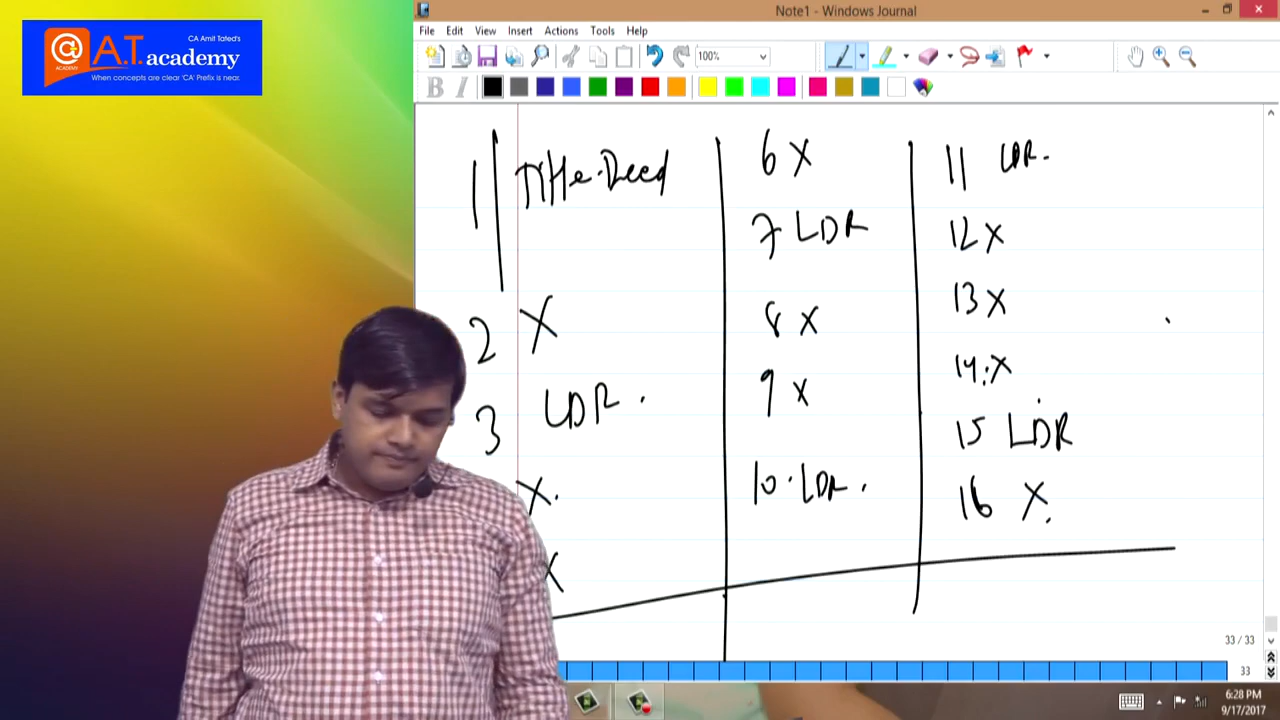 CA Amit Tated's
@ A.T. academy
ACADEMY
When concepts are clear 'CA' Prefix is near.
Note1 - Windows Journal
File Edit View Insert Actions Tools Help
100%
B I
1 Title Deed
2 X
3 LDR.
X.
X
6 X
7 LDR
8 X
9 X
10. LDR.
11 LDR.
12 X
13 X
14. X
15 LDR
16 X.
33 / 33
33
6:28 PM
9/17/2017